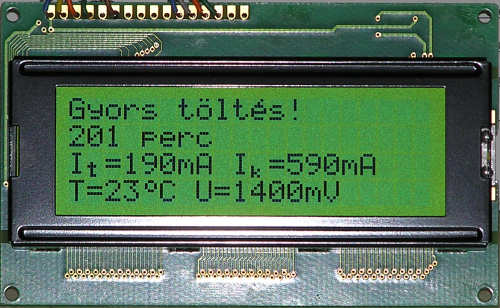 Gyors töltés!
201 perc
Iₜ=190mA Iₖ=590mA
T=23°C U=1400mV